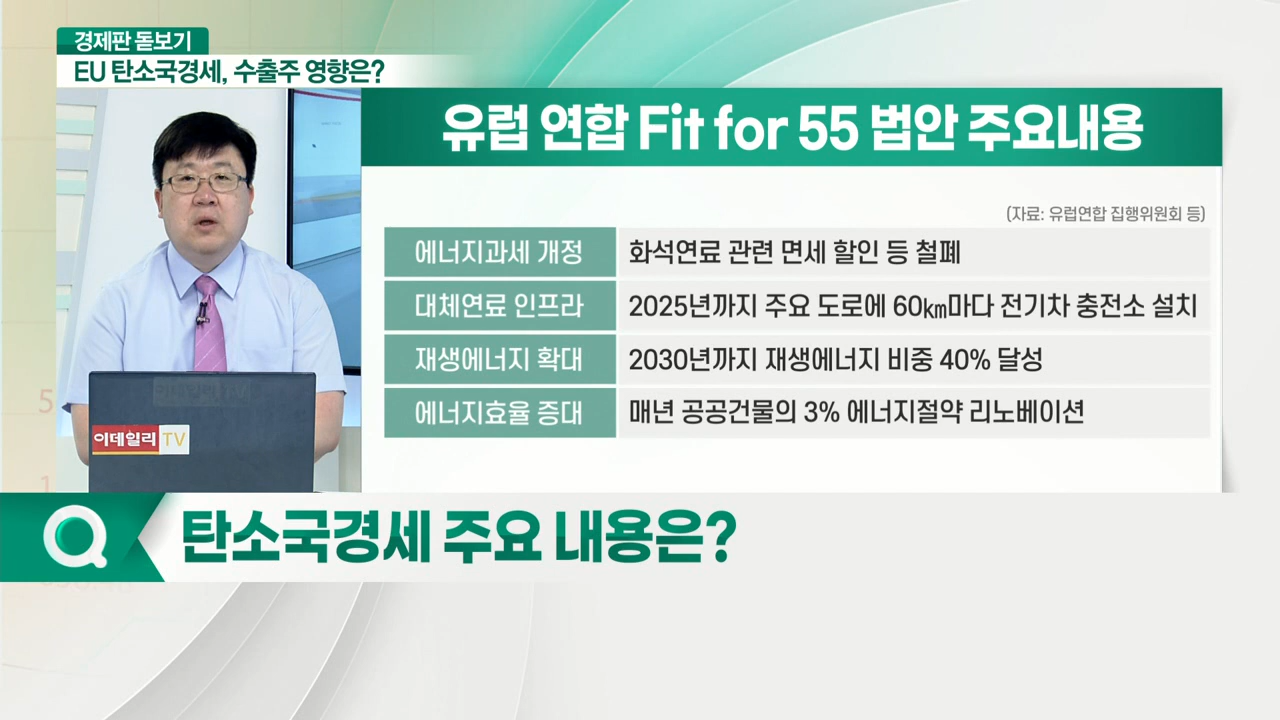 경제판 돋보기
EU 탄소국경세, 수출주 영향은?
유럽 연합 Fit for 55 법안 주요내용
(자료: 유럽연합 집행위원회 등)
에너지과세 개정 화석연료 관련 면세 할인 등 철폐
대체연료 인프라 2025년까지 주요 도로에 60㎞마다 전기차 충전소 설치
재생에너지 확대 2030년까지 재생에너지 비중 40% 달성
에너지효율 증대 매년 공공건물의 3% 에너지절약 리노베이션
이데일리 TV
탄소국경세 주요 내용은?